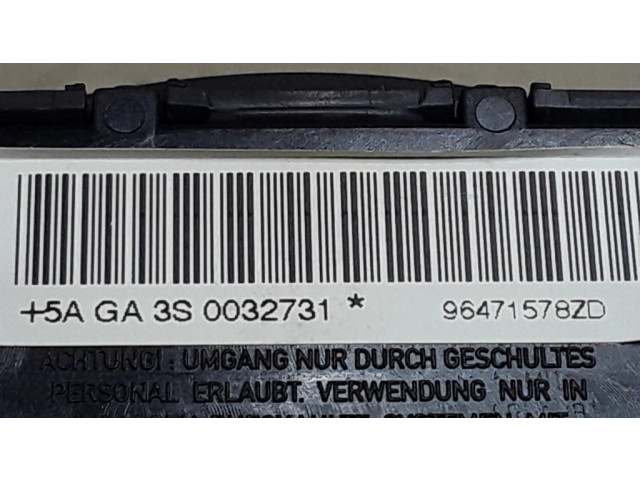 +5A GA 3S 0032731 * 96471578ZD
ACHTUNG! : UMGANG NUR DURCH GESCHULTES
PERSONAL ERLAUBT. VERWENDUNG NUR IN